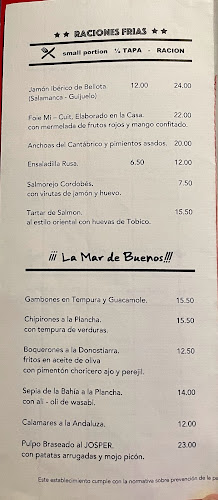 ★ ★ RACIONES FRIAS ★ ★
small portion ½ TAPA - RACION
Jamón Ibérico de Bellota 12.00 24.00
(Salamanca - Guijuelo)
Foie Mi - Cuit, Elaborado en la Casa. 22.00
con mermelada de frutos rojos y mango confitado.
Anchoas del Cantábrico y pimientos asados. 20.00
Ensaladilla Rusa. 6.50 12.00
Salmorejo Cordobés. 7.50
con virutas de jamón y huevo.
Tartar de Salmon. 15.50
al estilo oriental con huevas de Tobico.
¡¡¡ La Mar de Buenos!!!
Gambones en Tempura y Guacamole. 15.50
Chipirones a la Plancha. 15.50
con tempura de verduras.
Boquerones a la Donostiarra. 12.50
fritos en aceite de oliva
con pimentón choricero ajo y perejil.
Sepia de la Bahía a la Plancha. 14.00
con ali - oli de wasabi.
Calamares a la Andaluza. 12.00
Pulpo Braseado al JOSPER. 23.00
con patatas arrugadas y mojo picón.
Este establecimiento cumple con la normativa sobre prevención de la